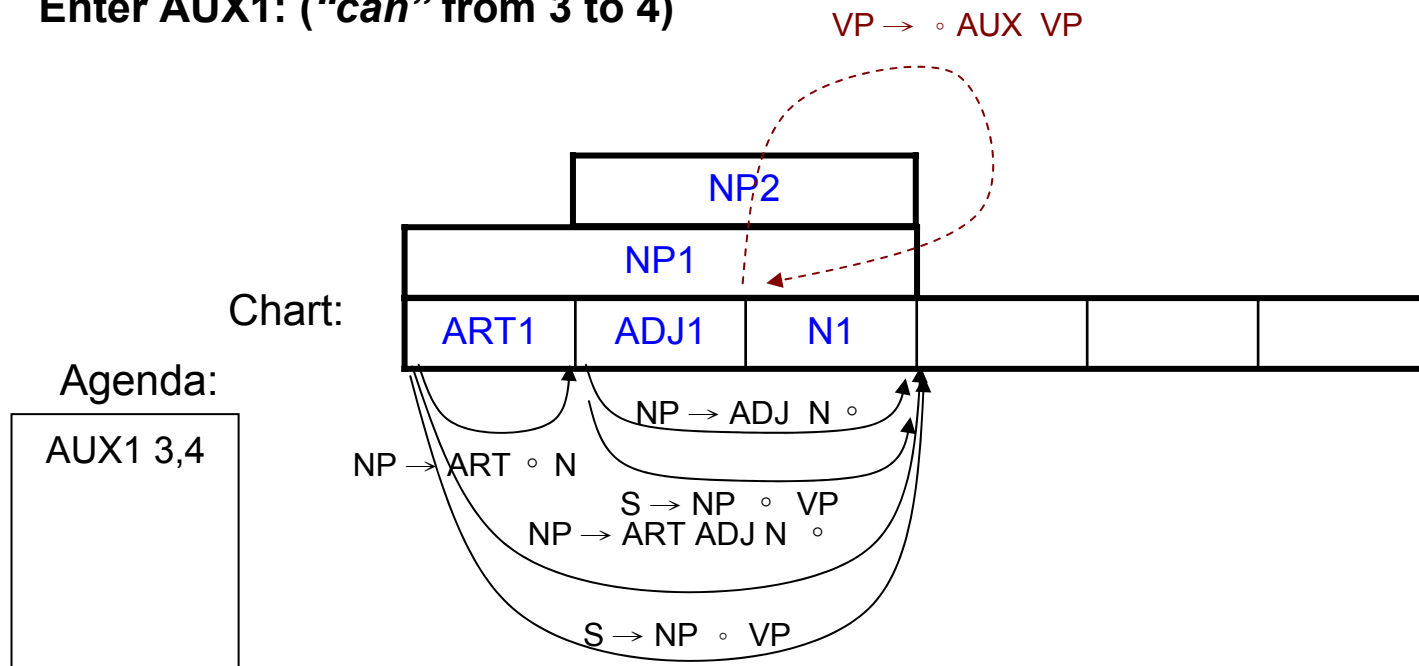 Enter AUX1: ("can" from 3 to 4)
VP → ∘ AUX VP
NP2
NP1
Chart:
ART1 ADJ1 N1
Agenda:
AUX1 3,4
NP → ADJ N ∘
NP → ART ∘ N
S → NP ∘ VP
NP → ART ADJ N ∘
S → NP ∘ VP